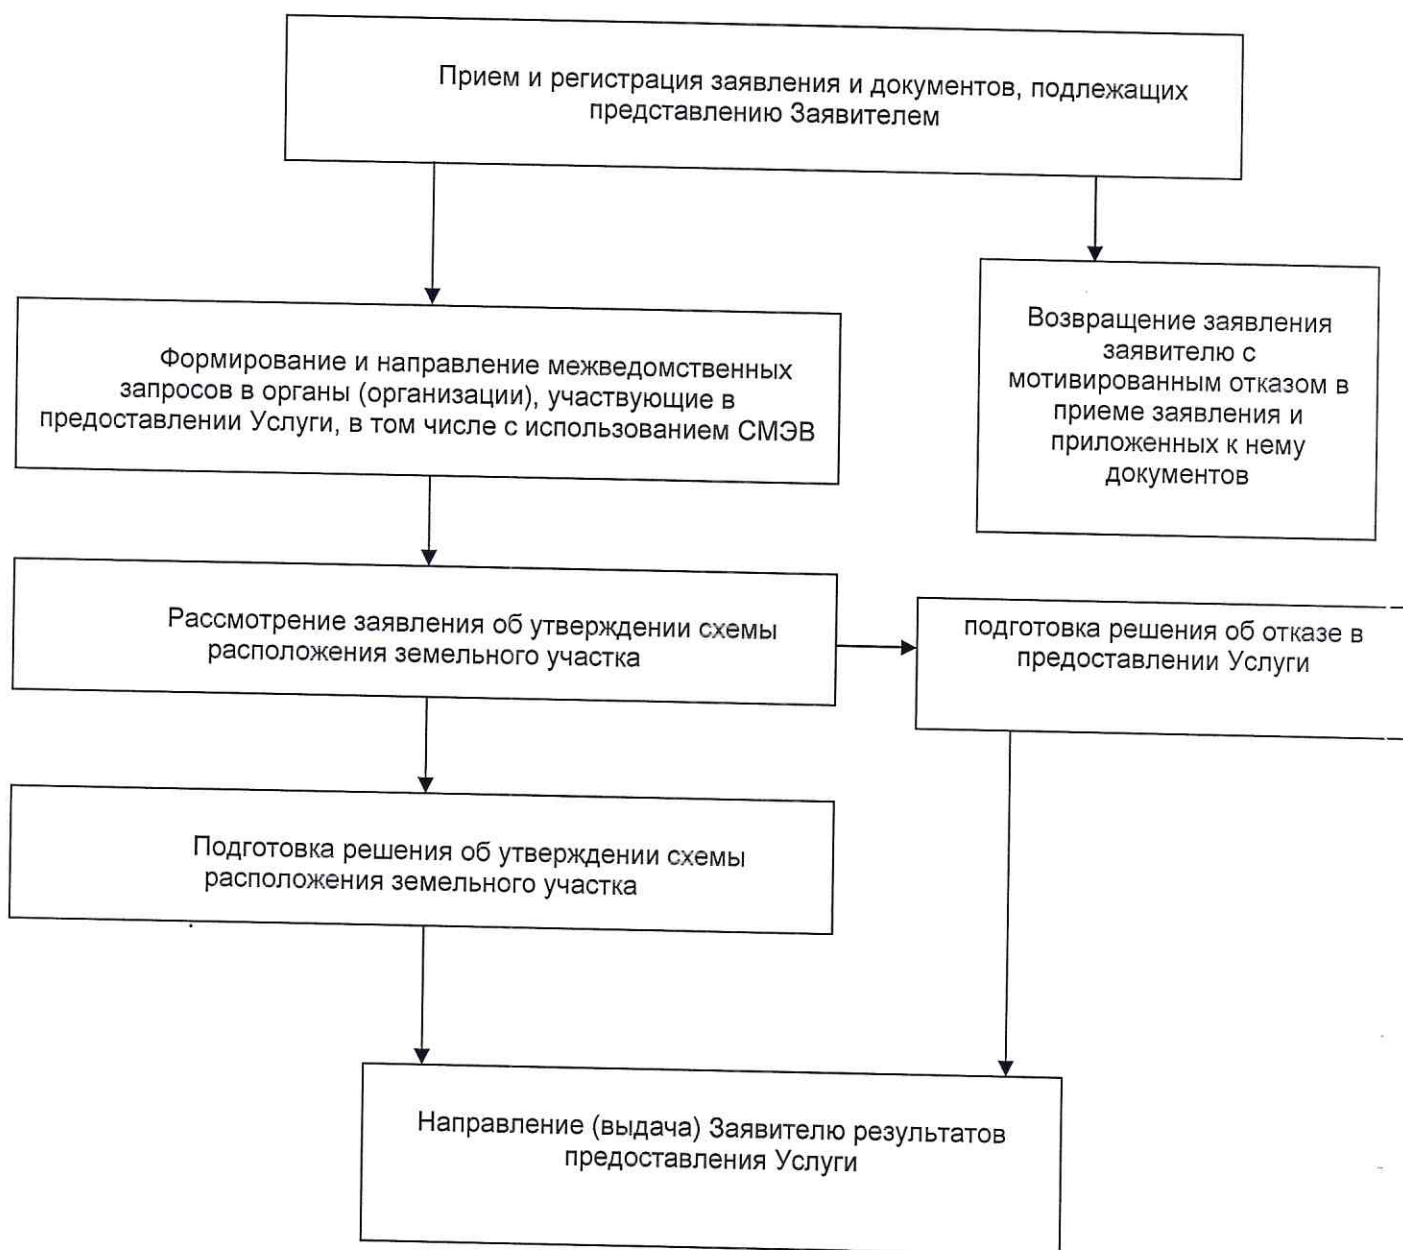 Прием и регистрация заявления и документов, подлежащих
представлению Заявителем
Возвращение заявления
заявителю с
мотивированным отказом в
приеме заявления и
приложенных к нему
документов
Формирование и направление межведомственных
запросов в органы (организации), участвующие в
предоставлении Услуги, в том числе с использованием СМЭВ
Рассмотрение заявления об утверждении схемы
расположения земельного участка
подготовка решения об отказе в
предоставлении Услуги
Подготовка решения об утверждении схемы
расположения земельного участка
Направление (выдача) Заявителю результатов
предоставления Услуги